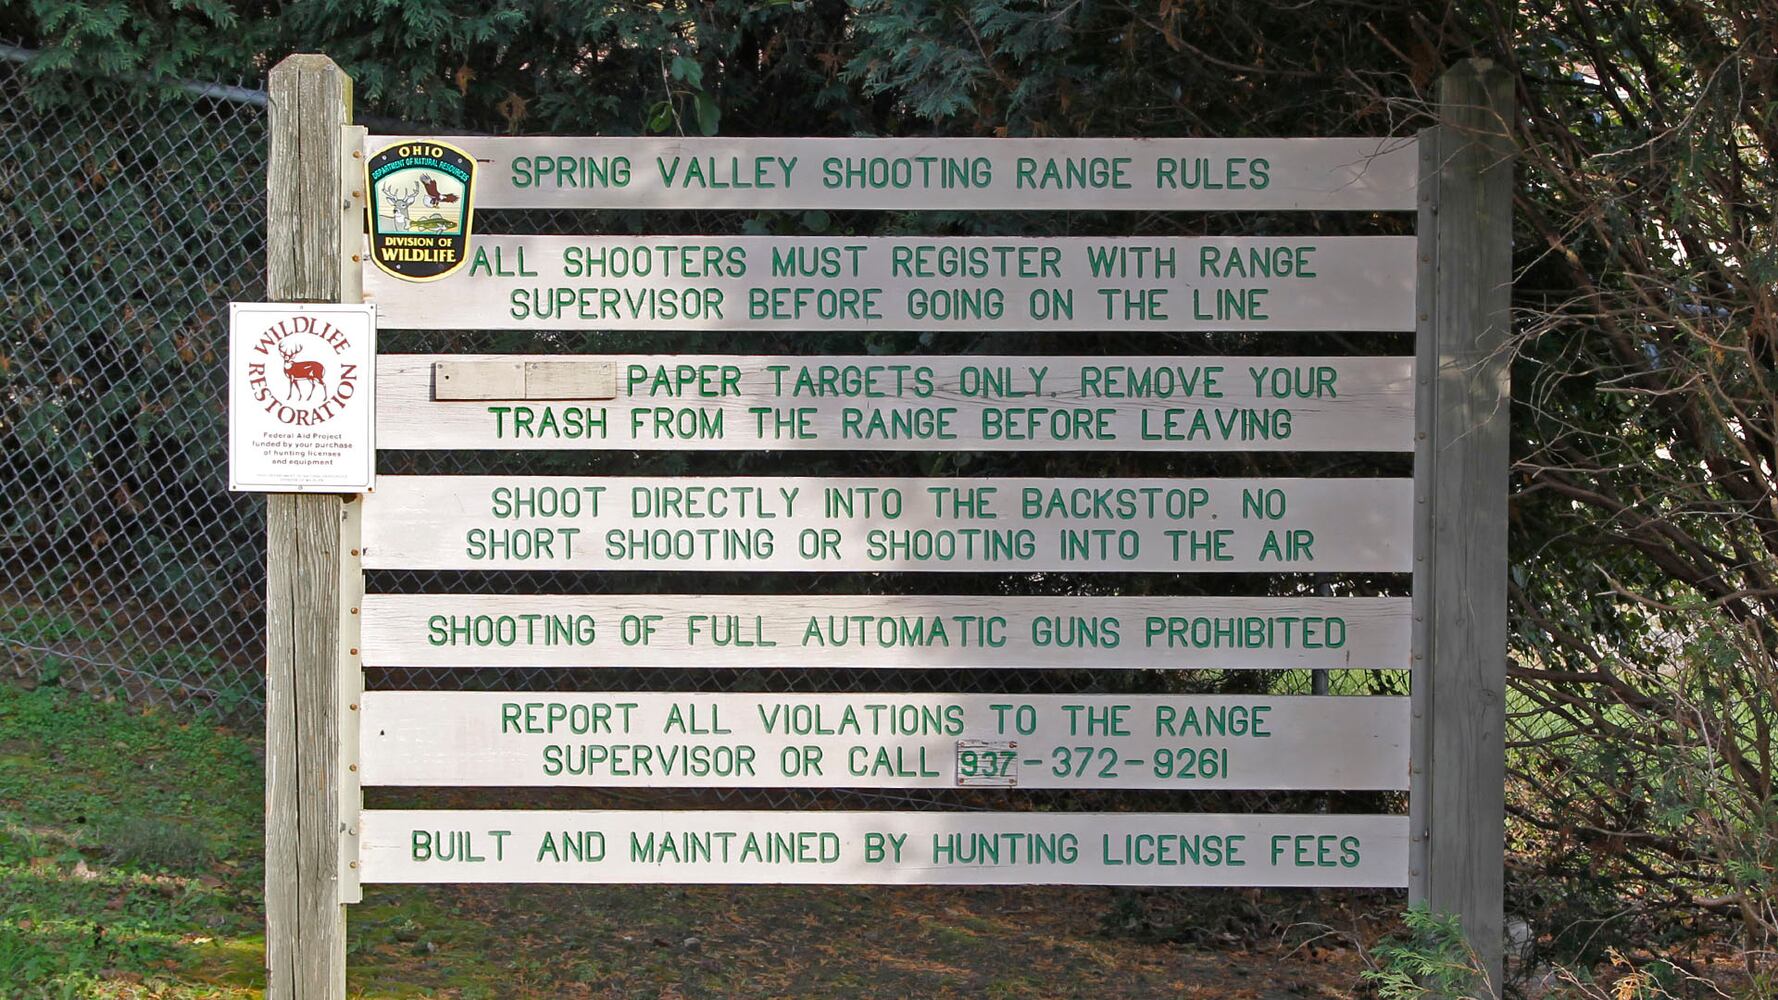 OHIO
DEPARTMENT OF NATURAL RESOURCES
DIVISION OF
WILDLIFE
WILDLIFE
RESTORATION
Federal Aid Project
funded by your purchase
of hunting licenses
and equipment
SPRING VALLEY SHOOTING RANGE RULES
ALL SHOOTERS MUST REGISTER WITH RANGE
SUPERVISOR BEFORE GOING ON THE LINE
PAPER TARGETS ONLY. REMOVE YOUR
TRASH FROM THE RANGE BEFORE LEAVING
SHOOT DIRECTLY INTO THE BACKSTOP. NO
SHORT SHOOTING OR SHOOTING INTO THE AIR
SHOOTING OF FULL AUTOMATIC GUNS PROHIBITED
REPORT ALL VIOLATIONS TO THE RANGE
SUPERVISOR OR CALL 937-372-9261
BUILT AND MAINTAINED BY HUNTING LICENSE FEES